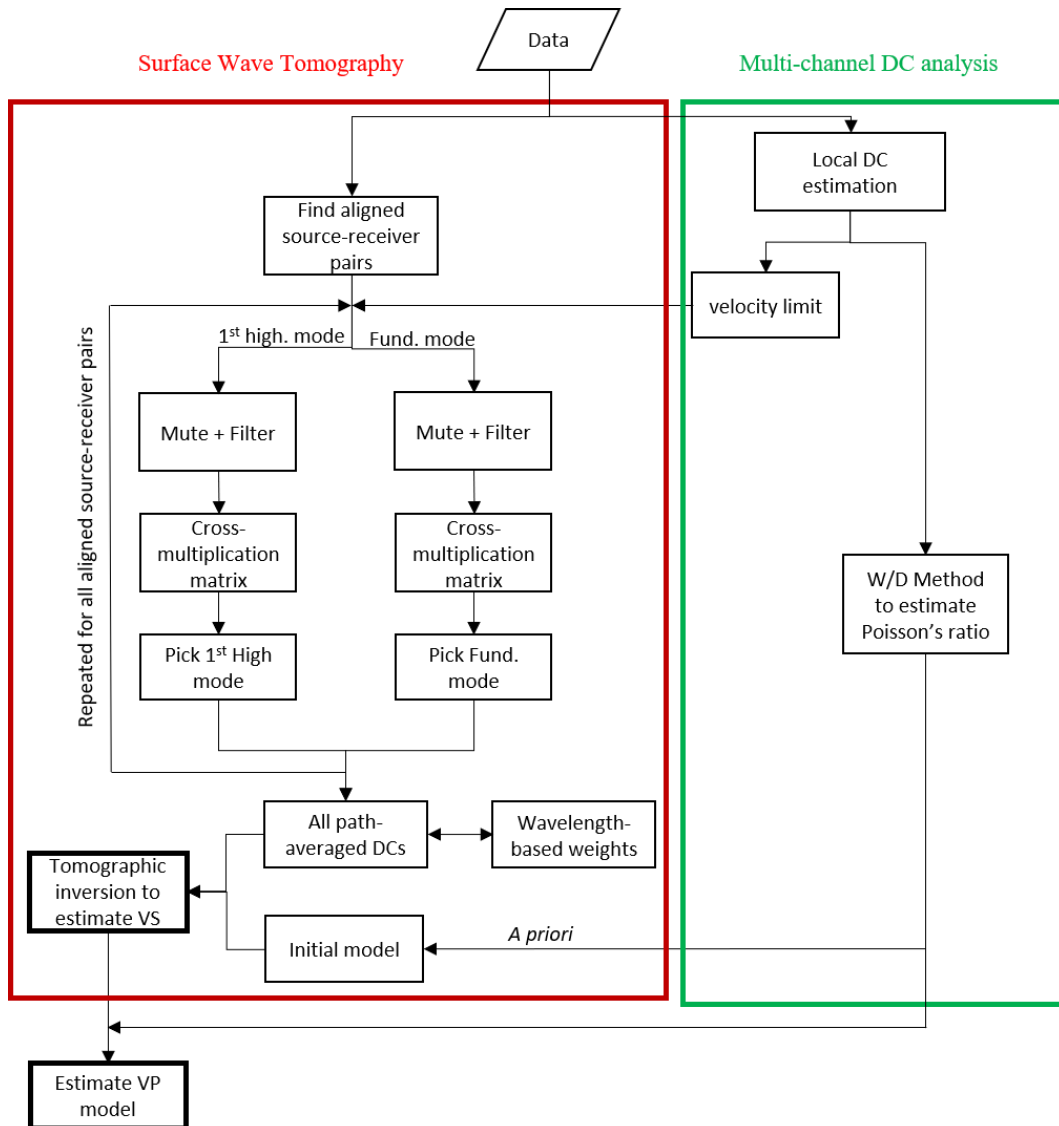 Data
Surface Wave Tomography
Multi-channel DC analysis
Local DC
estimation
Find aligned
source-receiver
pairs
velocity limit
Repeated for all aligned source-receiver pairs
1st high. mode
Fund. mode
Mute + Filter
Mute + Filter
Cross-
multiplication
matrix
Cross-
multiplication
matrix
W/D Method
to estimate
Poisson’s ratio
Pick 1st High
mode
Pick Fund.
mode
All path-
averaged DCs
Wavelength-
based weights
Tomographic
inversion to
estimate VS
Initial model
A priori
Estimate VP
model